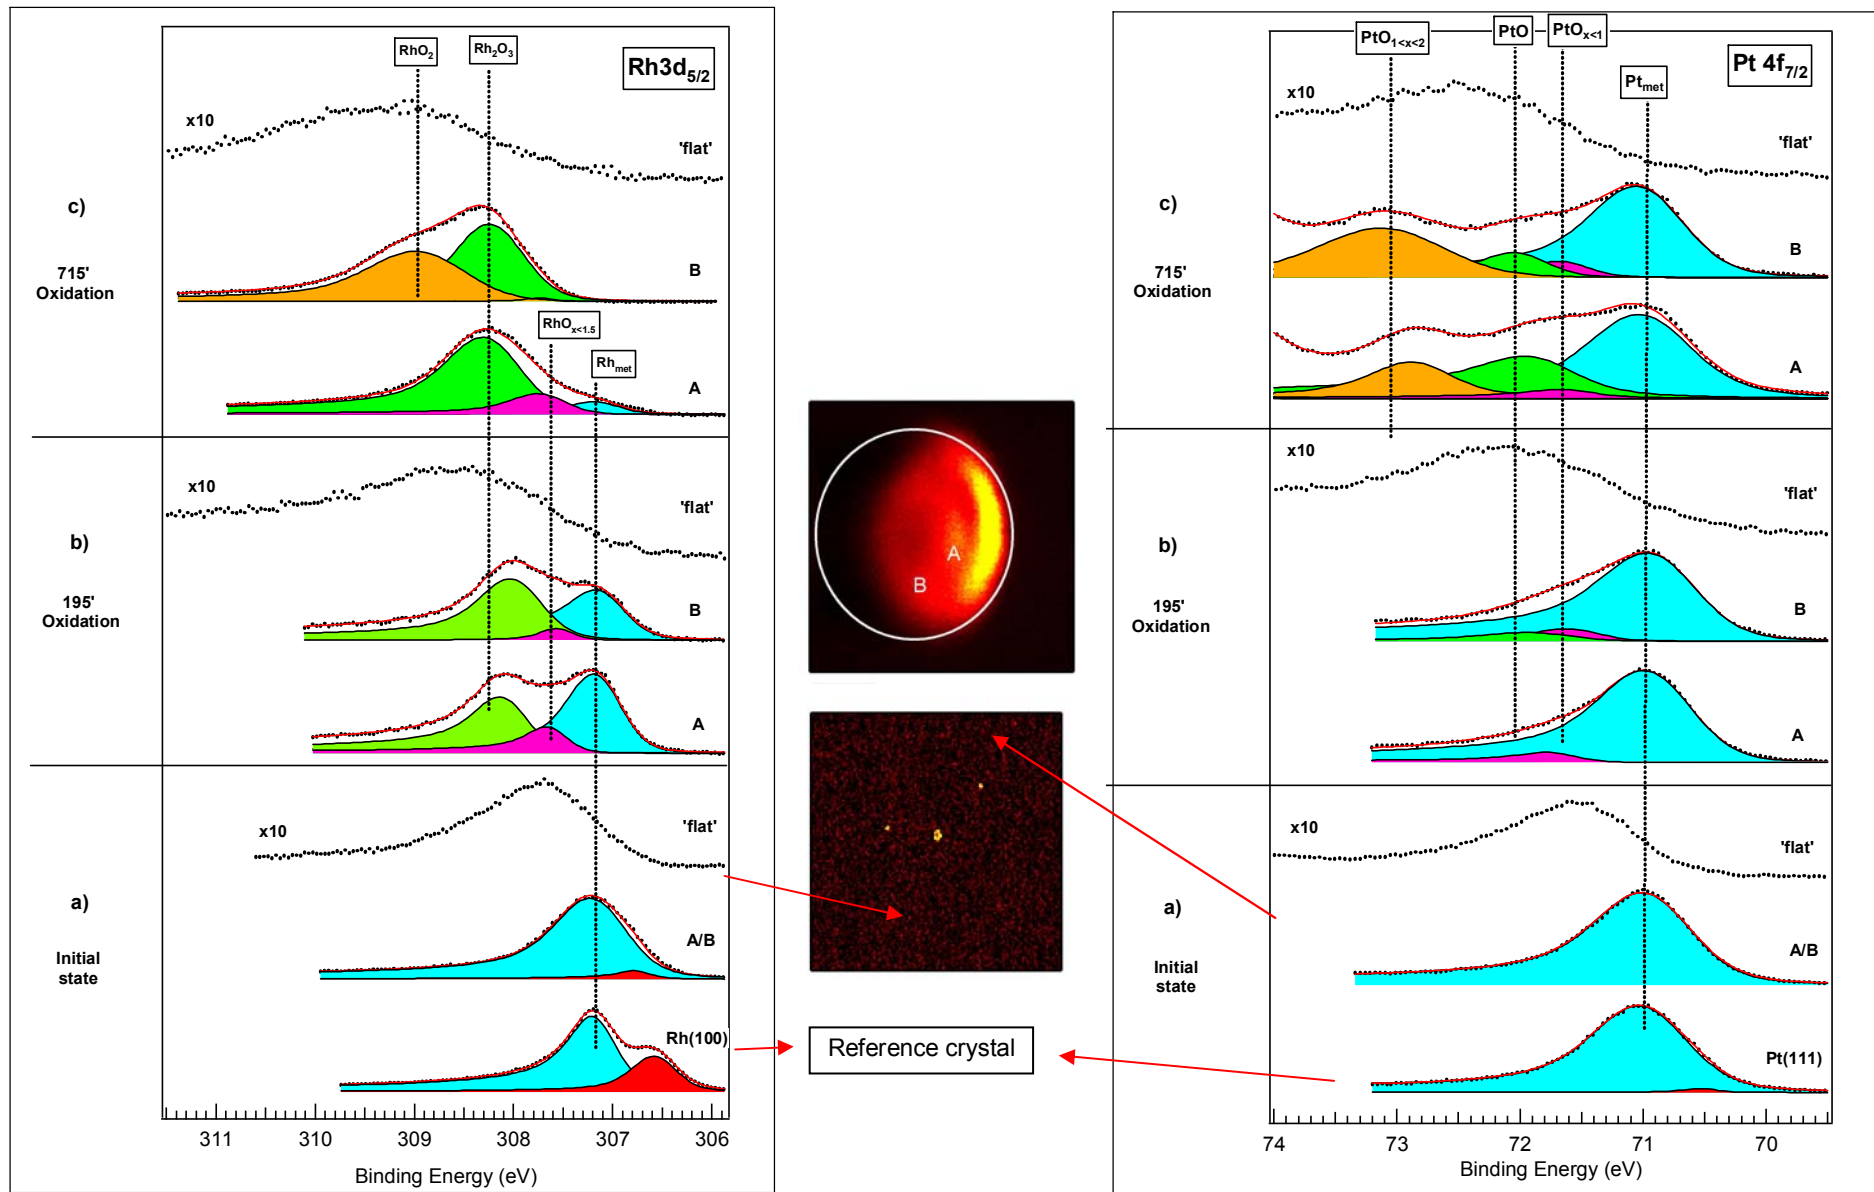 RhO2
Rh2O3
Rh3d5/2
x10
'flat'
c)
715'
Oxidation
B
RhOx<1.5
Rhmet
A
x10
'flat'
b)
195'
Oxidation
B
A
x10
'flat'
a)
Initial
state
A/B
Rh(100)
311 310 309 308 307 306
Binding Energy (eV)
A
B
Reference crystal
PtO1<x<2
PtO
PtOx<1
Pt 4f7/2
Ptmet
x10
'flat'
c)
715'
Oxidation
B
A
x10
'flat'
b)
195'
Oxidation
B
A
x10
'flat'
a)
Initial
state
A/B
Pt(111)
74 73 72 71 70
Binding Energy (eV)